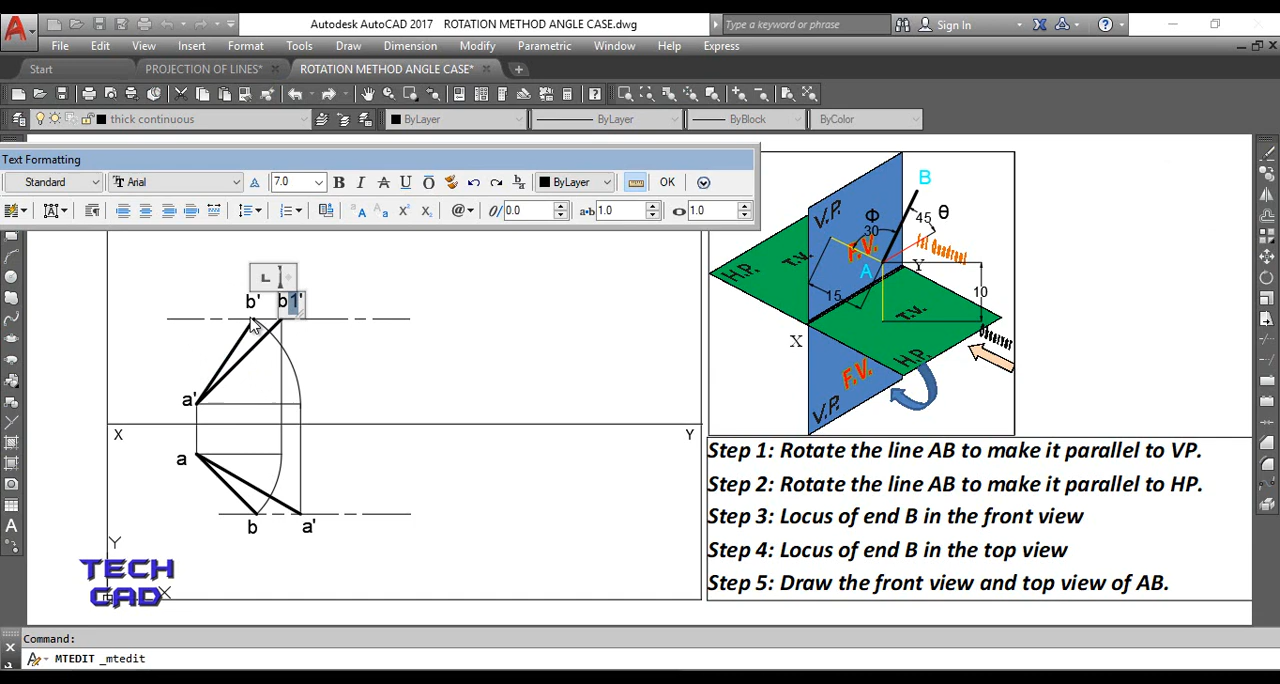 Autodesk AutoCAD 2017 ROTATION METHOD ANGLE CASE.dwg
Type a keyword or phrase
Sign In
File Edit View Insert Format Tools Draw Dimension Modify Parametric Window Help Express
Start
PROJECTION OF LINES*
ROTATION METHOD ANGLE CASE*
thick continuous
ByLayer
ByLayer
ByBlock
ByColor
Text Formatting
Standard
Arial
7.0
B I A U O
ByLayer
OK
0/ 0.0
a·b 1.0
1.0
b'
b1'
a'
X
Y
a
b
a'
Y
X
TECH
CAD
V.P.
B
Φ
30
45
θ
F.V.
1st Quadrant
T.V.
H.P.
A
Y
15
10
T.V.
Observer
X
H.P.
F.V.
V.P.
Step 1: Rotate the line AB to make it parallel to VP.
Step 2: Rotate the line AB to make it parallel to HP.
Step 3: Locus of end B in the front view
Step 4: Locus of end B in the top view
Step 5: Draw the front view and top view of AB.
Command:
MTEDIT _mtedit